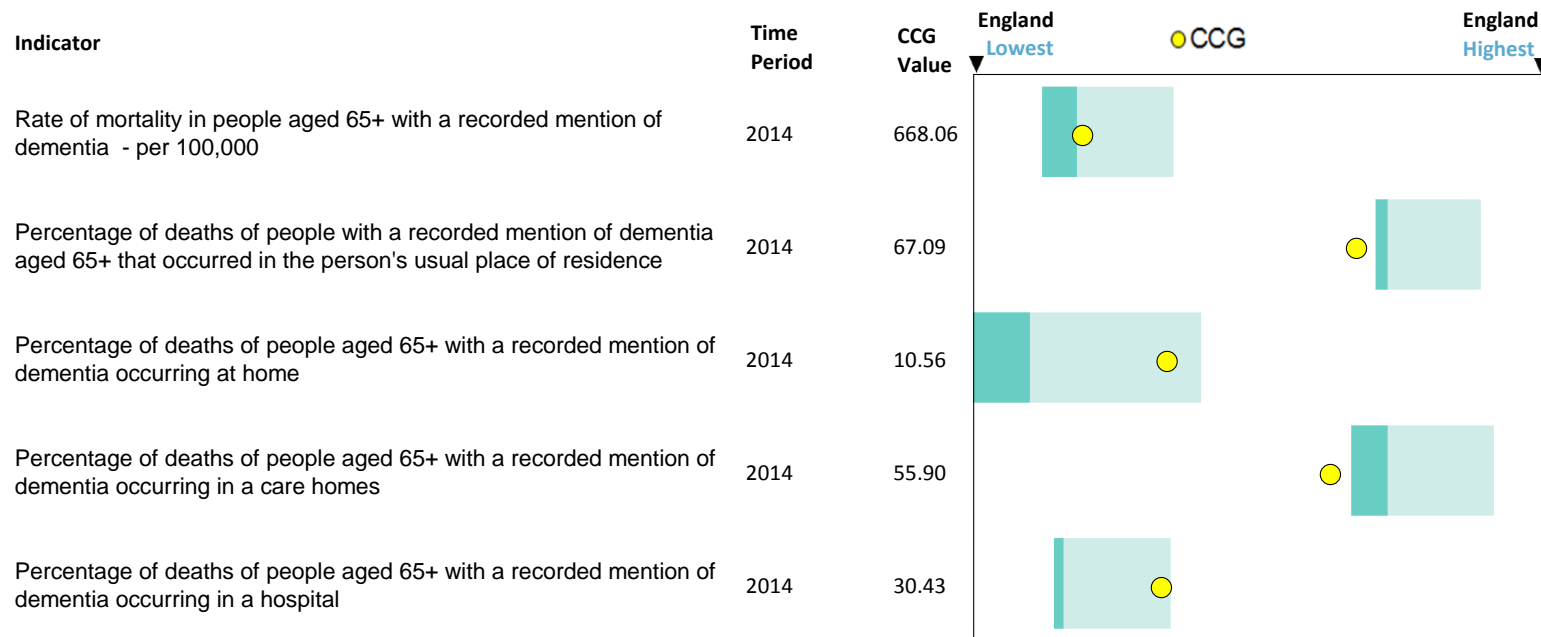 Indicator
Time
Period
CCG
Value
England
Lowest
CCG
England
Highest
Rate of mortality in people aged 65+ with a recorded mention of
dementia - per 100,000
2014
668.06
Percentage of deaths of people with a recorded mention of dementia
aged 65+ that occurred in the person's usual place of residence
2014
67.09
Percentage of deaths of people aged 65+ with a recorded mention of
dementia occurring at home
2014
10.56
Percentage of deaths of people aged 65+ with a recorded mention of
dementia occurring in a care homes
2014
55.90
Percentage of deaths of people aged 65+ with a recorded mention of
dementia occurring in a hospital
2014
30.43